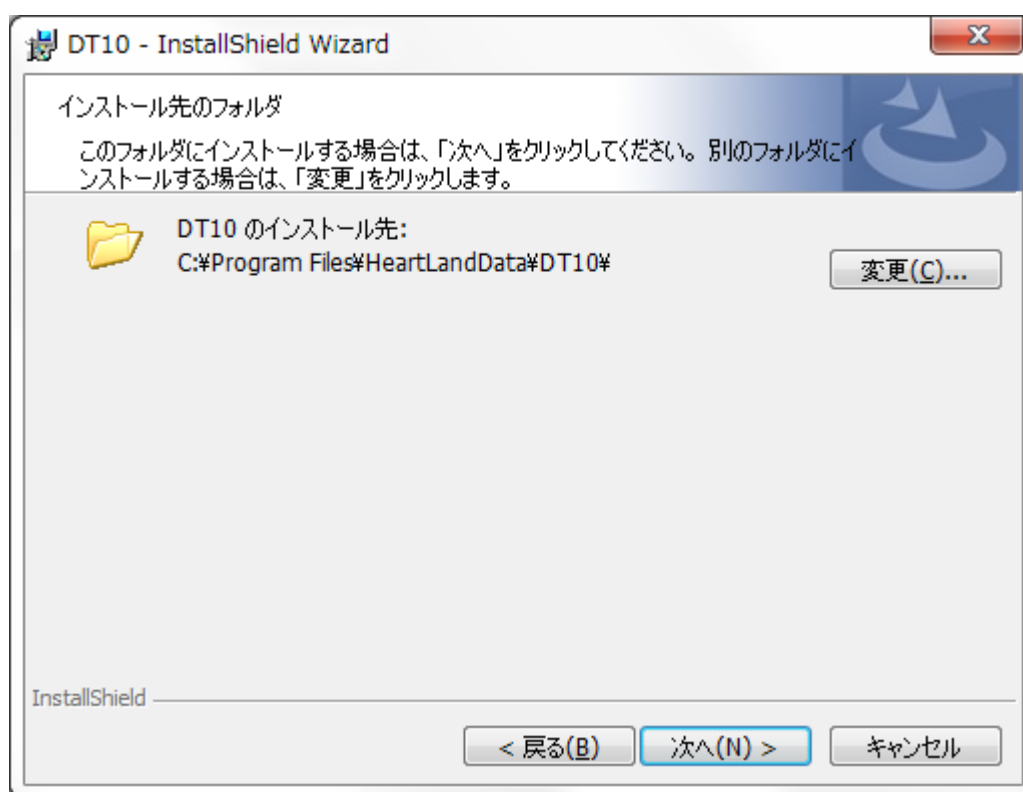 DT10 - InstallShield Wizard
インストール先のフォルダ
このフォルダにインストールする場合は、「次へ」をクリックしてください。別のフォルダにイ
ンストールする場合は、「変更」をクリックします。
DT10 のインストール先:
C:¥Program Files¥HeartLandData¥DT10¥
変更(C)...
InstallShield
< 戻る(B)
次へ(N) >
キャンセル